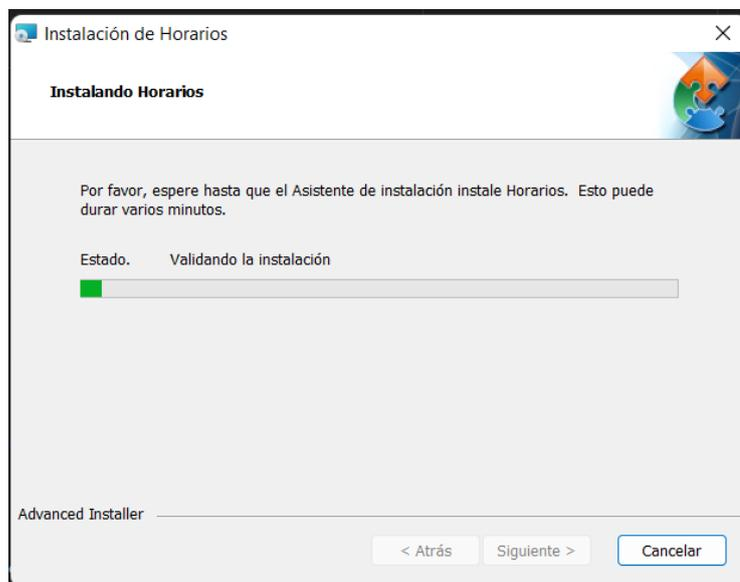 Instalación de Horarios
Instalando Horarios
Por favor, espere hasta que el Asistente de instalación instale Horarios. Esto puede
durar varios minutos.
Estado. Validando la instalación
Advanced Installer
< Atrás Siguiente > Cancelar